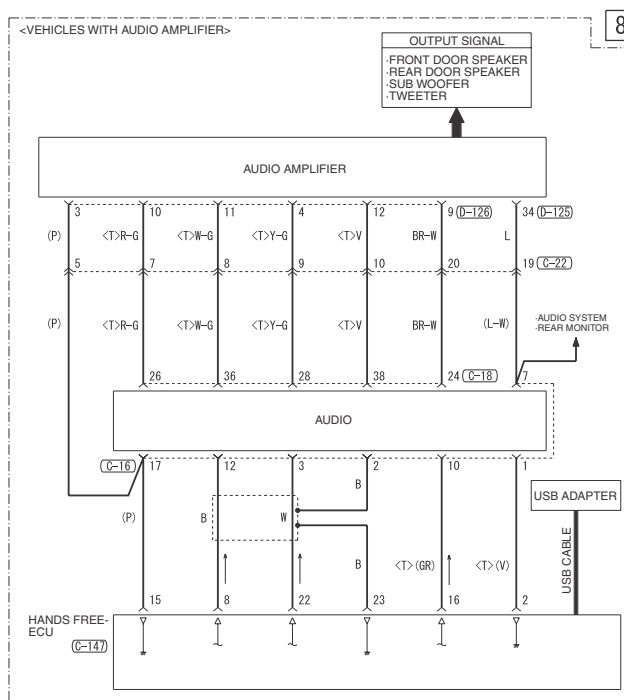 <VEHICLES WITH AUDIO AMPLIFIER>
8
OUTPUT SIGNAL
·FRONT DOOR SPEAKER
·REAR DOOR SPEAKER
·SUB WOOFER
·TWEETER
AUDIO AMPLIFIER
3 10 11 4 12 9 (D-126) 34 (D-125)
(P) <T>R-G <T>W-G <T>Y-G <T>V BR-W L
5 7 8 9 10 20 19 (C-22)
(P) <T>R-G <T>W-G <T>Y-G <T>V BR-W (L-W)
·AUDIO SYSTEM
·REAR MONITOR
26 36 28 38 24 (C-18) 7
AUDIO
(C-16) 17 12 3 2 10 1
B
USB ADAPTER
(P) B W
USB CABLE
B <T>(GR) <T>(V)
15 8 22 23 16 2
HANDS FREE-
ECU
(C-147)